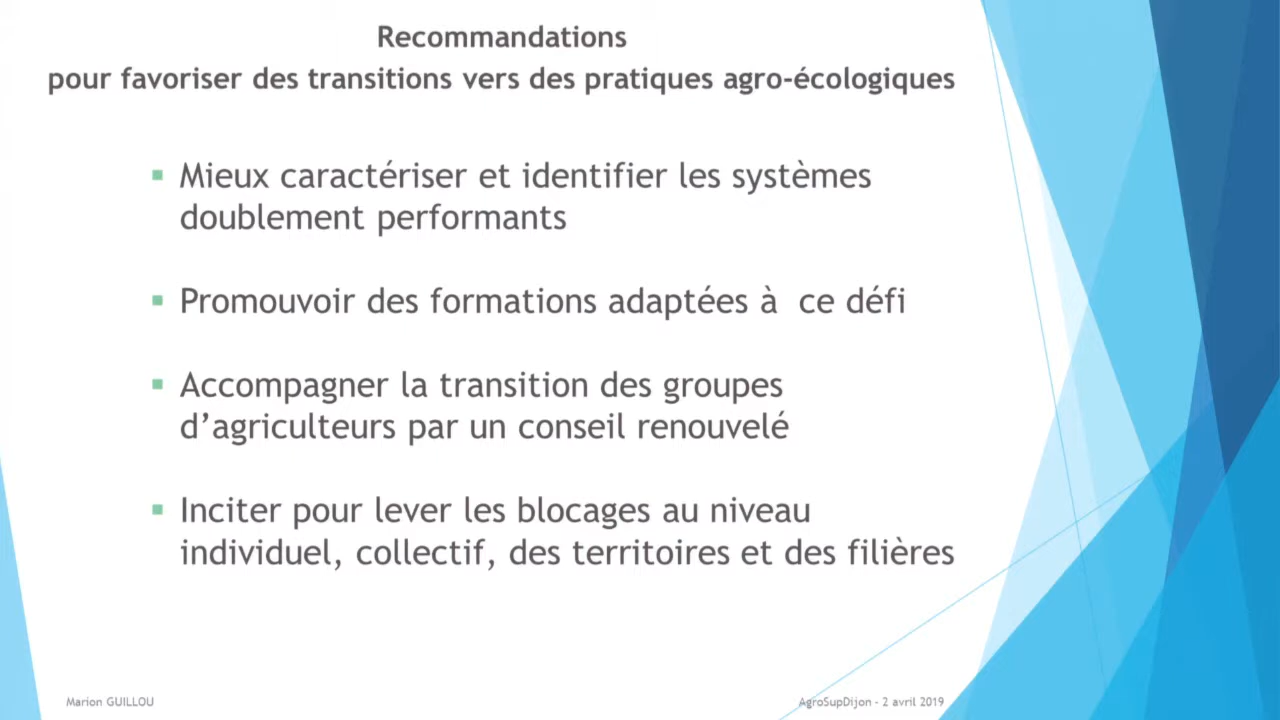 Recommandations
pour favoriser des transitions vers des pratiques agro-écologiques
▪ Mieux caractériser et identifier les systèmes
doublement performants
▪ Promouvoir des formations adaptées à ce défi
▪ Accompagner la transition des groupes
d’agriculteurs par un conseil renouvelé
▪ Inciter pour lever les blocages au niveau
individuel, collectif, des territoires et des filières
Marion GUILLOU
AgroSupDijon - 2 avril 2019